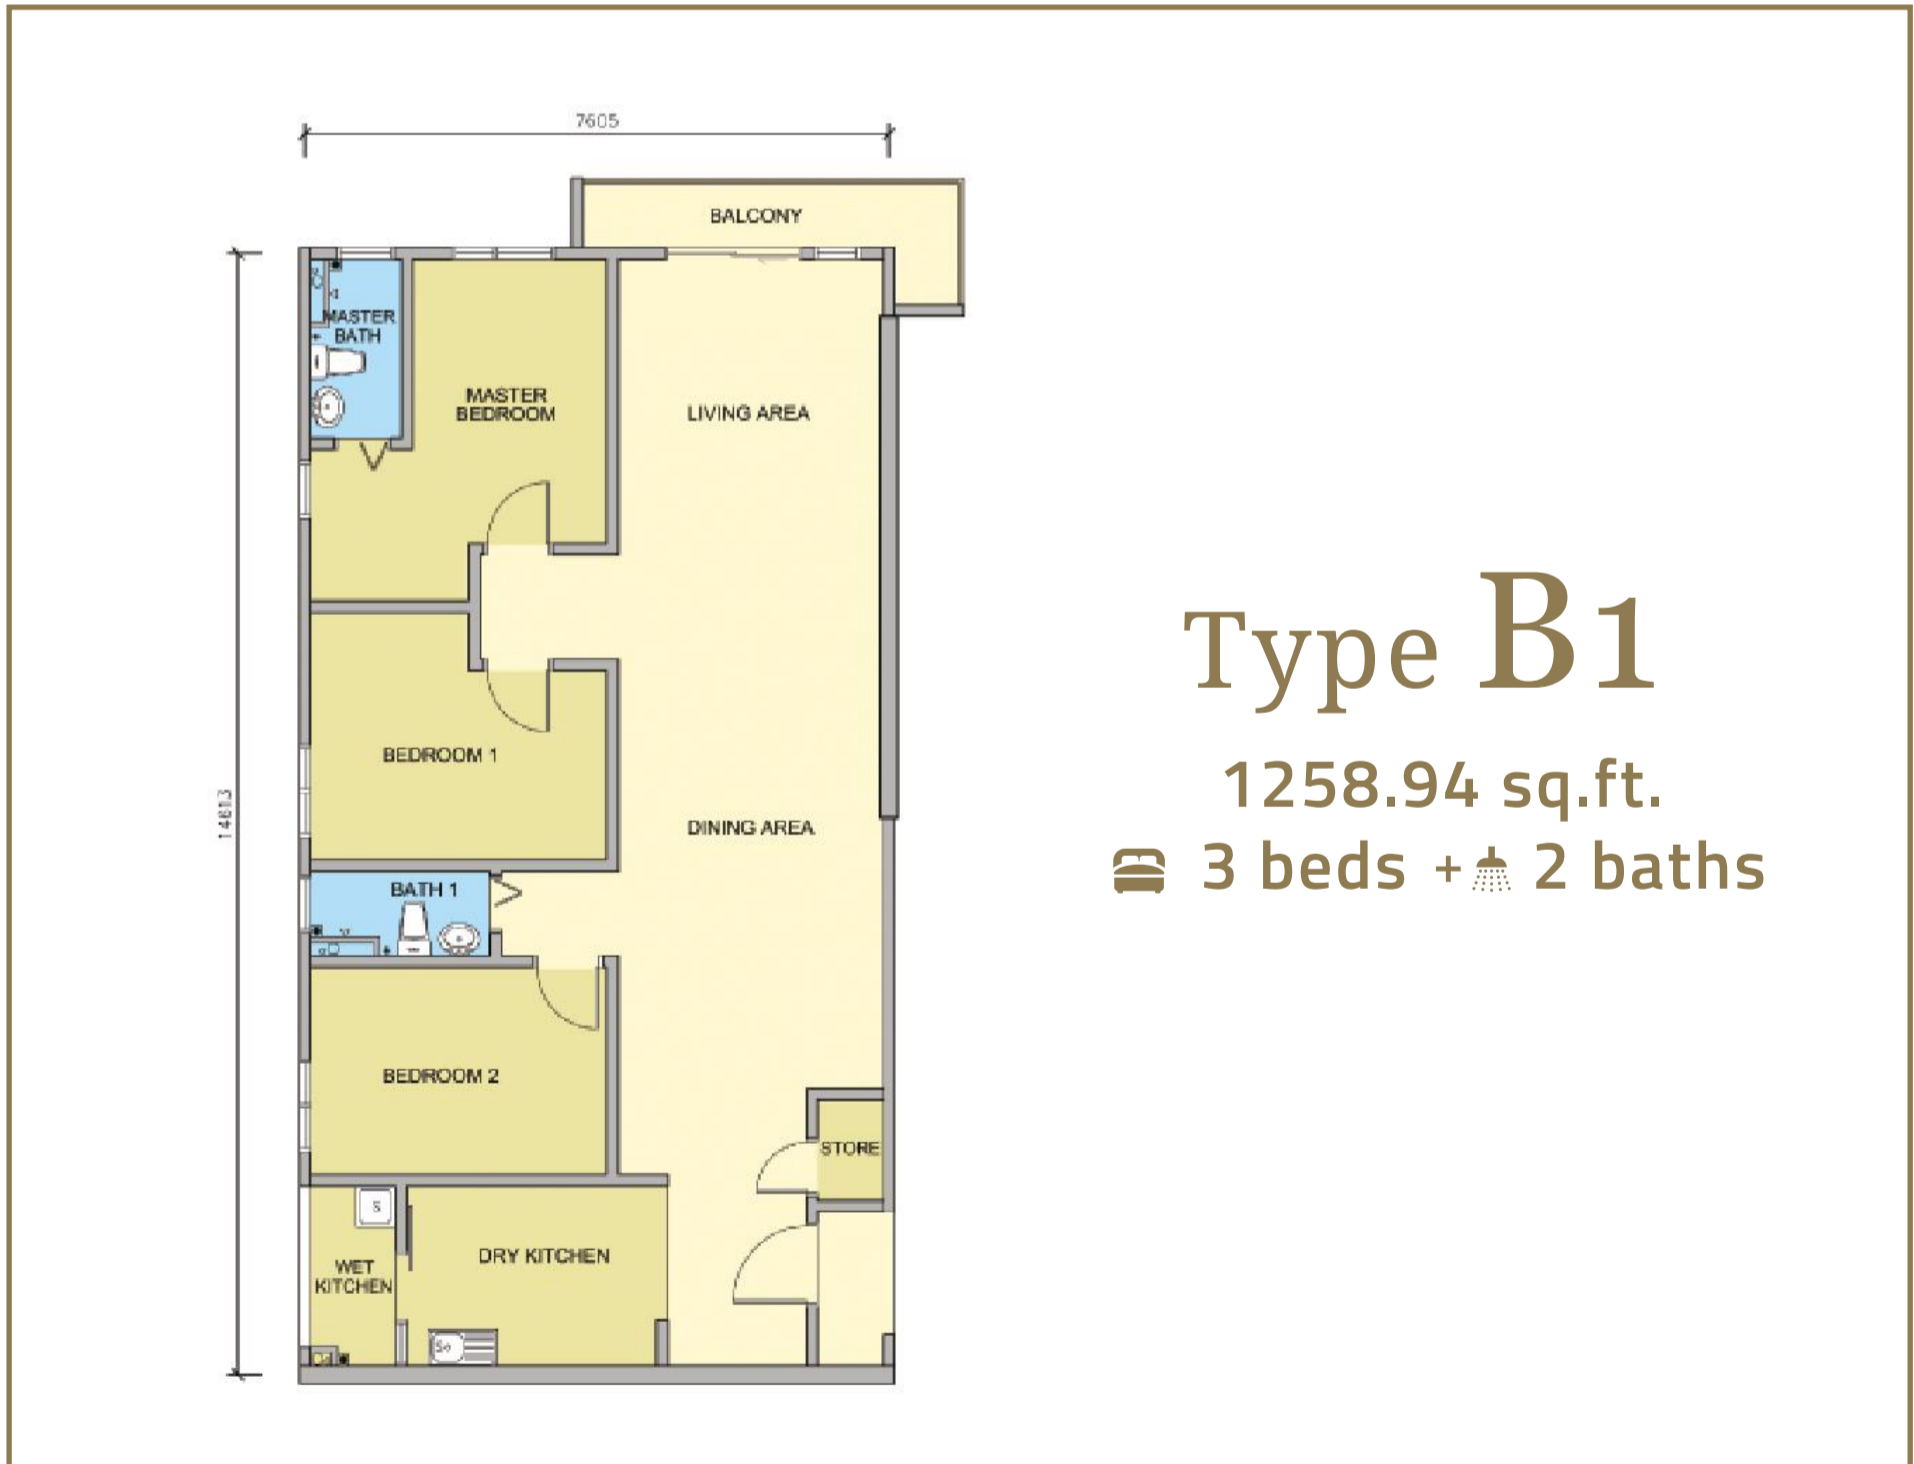 7605
BALCONY
MASTER
BATH
MASTER
BEDROOM
LIVING AREA
14613
BEDROOM 1
DINING AREA
BATH 1
BEDROOM 2
STORE
S
WET
KITCHEN
DRY KITCHEN
Type B1
1258.94 sq.ft.
3 beds + 2 baths